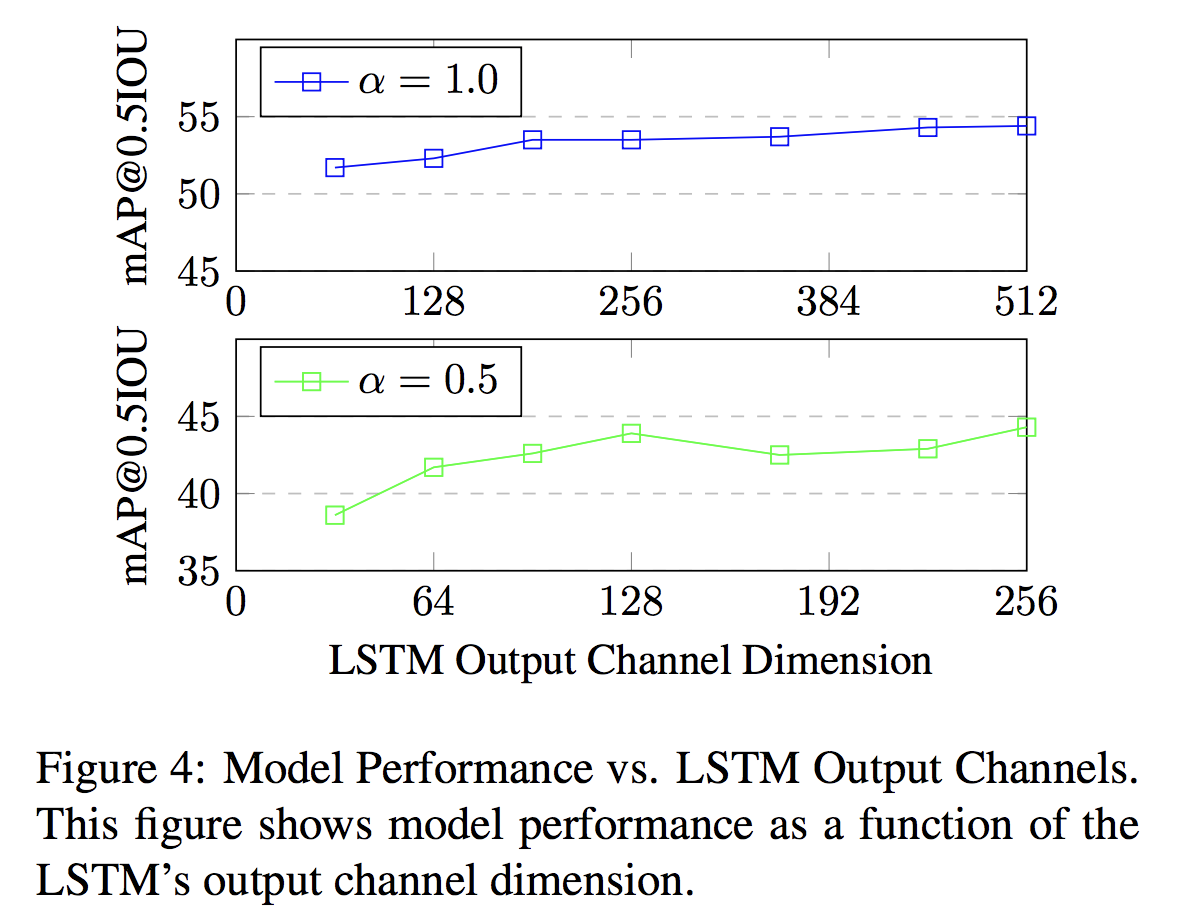 mAP@0.5IOU
α = 1.0
55
50
45
0 128 256 384 512
mAP@0.5IOU
α = 0.5
45
40
35
0 64 128 192 256
LSTM Output Channel Dimension
Figure 4: Model Performance vs. LSTM Output Channels.
This figure shows model performance as a function of the
LSTM’s output channel dimension.